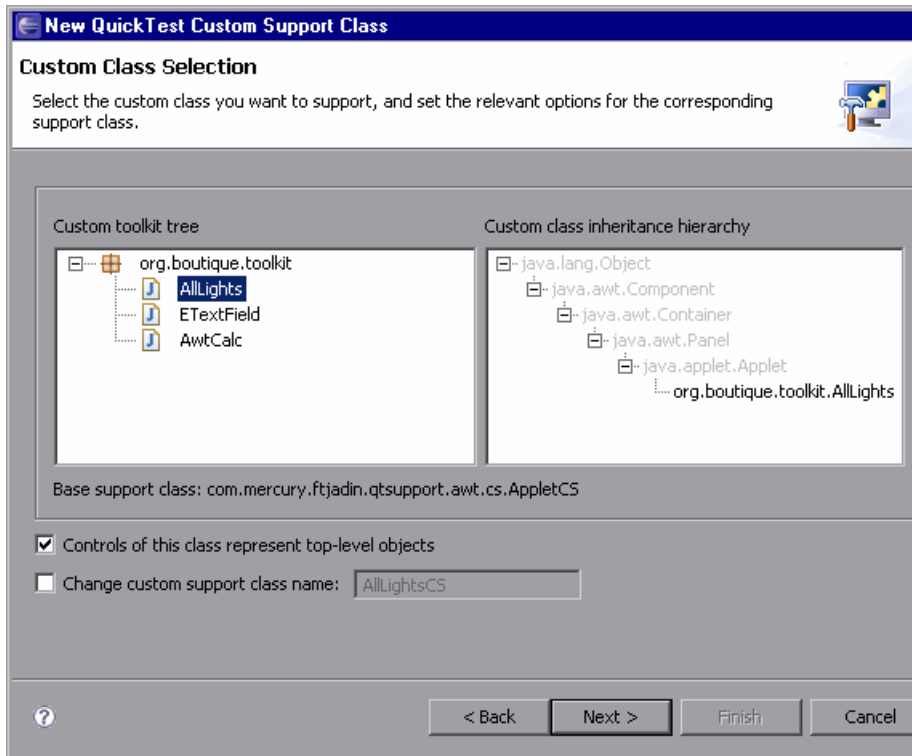 New QuickTest Custom Support Class
Custom Class Selection
Select the custom class you want to support, and set the relevant options for the corresponding
support class.
Custom toolkit tree
org.boutique.toolkit
AllLights
ETextField
AwtCalc
Custom class inheritance hierarchy
java.lang.Object
java.awt.Component
java.awt.Container
java.awt.Panel
java.applet.Applet
org.boutique.toolkit.AllLights
Base support class: com.mercury.ftjadin.qtsupport.awt.cs.AppletCS
Controls of this class represent top-level objects
Change custom support class name: AllLightsCS
? < Back Next > Finish Cancel